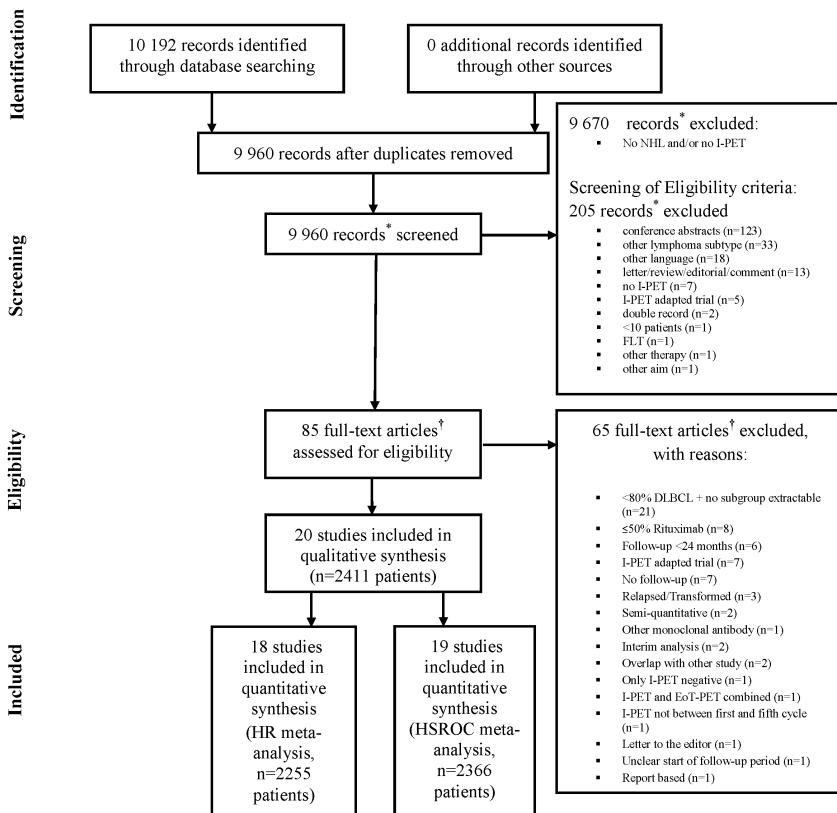 Identification
10 192 records identified
through database searching
0 additional records identified
through other sources
9 960 records after duplicates removed
Screening
9 960 records* screened
9 670 records* excluded:
▪ No NHL and/or no I-PET
Screening of Eligibility criteria:
205 records* excluded
▪ conference abstracts (n=123)
▪ other lymphoma subtype (n=33)
▪ other language (n=18)
▪ letter/review/editorial/comment (n=13)
▪ no I-PET (n=7)
▪ I-PET adapted trial (n=5)
▪ double record (n=2)
▪ <10 patients (n=1)
▪ FLT (n=1)
▪ other therapy (n=1)
▪ other aim (n=1)
Eligibility
85 full-text articles†
assessed for eligibility
65 full-text articles† excluded,
with reasons:
▪ <80% DLBCL + no subgroup extractable
(n=21)
▪ ≤50% Rituximab (n=8)
▪ Follow-up <24 months (n=6)
▪ I-PET adapted trial (n=7)
▪ No follow-up (n=7)
▪ Relapsed/Transformed (n=3)
▪ Semi-quantitative (n=2)
▪ Other monoclonal antibody (n=1)
▪ Interim analysis (n=2)
▪ Overlap with other study (n=2)
▪ Only I-PET negative (n=1)
▪ I-PET and EoT-PET combined (n=1)
▪ I-PET not between first and fifth cycle
(n=1)
▪ Letter to the editor (n=1)
▪ Unclear start of follow-up period (n=1)
▪ Report based (n=1)
20 studies included in
qualitative synthesis
(n=2411 patients)
Included
18 studies
included in
quantitative
synthesis
(HR meta-
analysis,
n=2255
patients)
19 studies
included in
quantitative
synthesis
(HSROC meta-
analysis,
n=2366
patients)